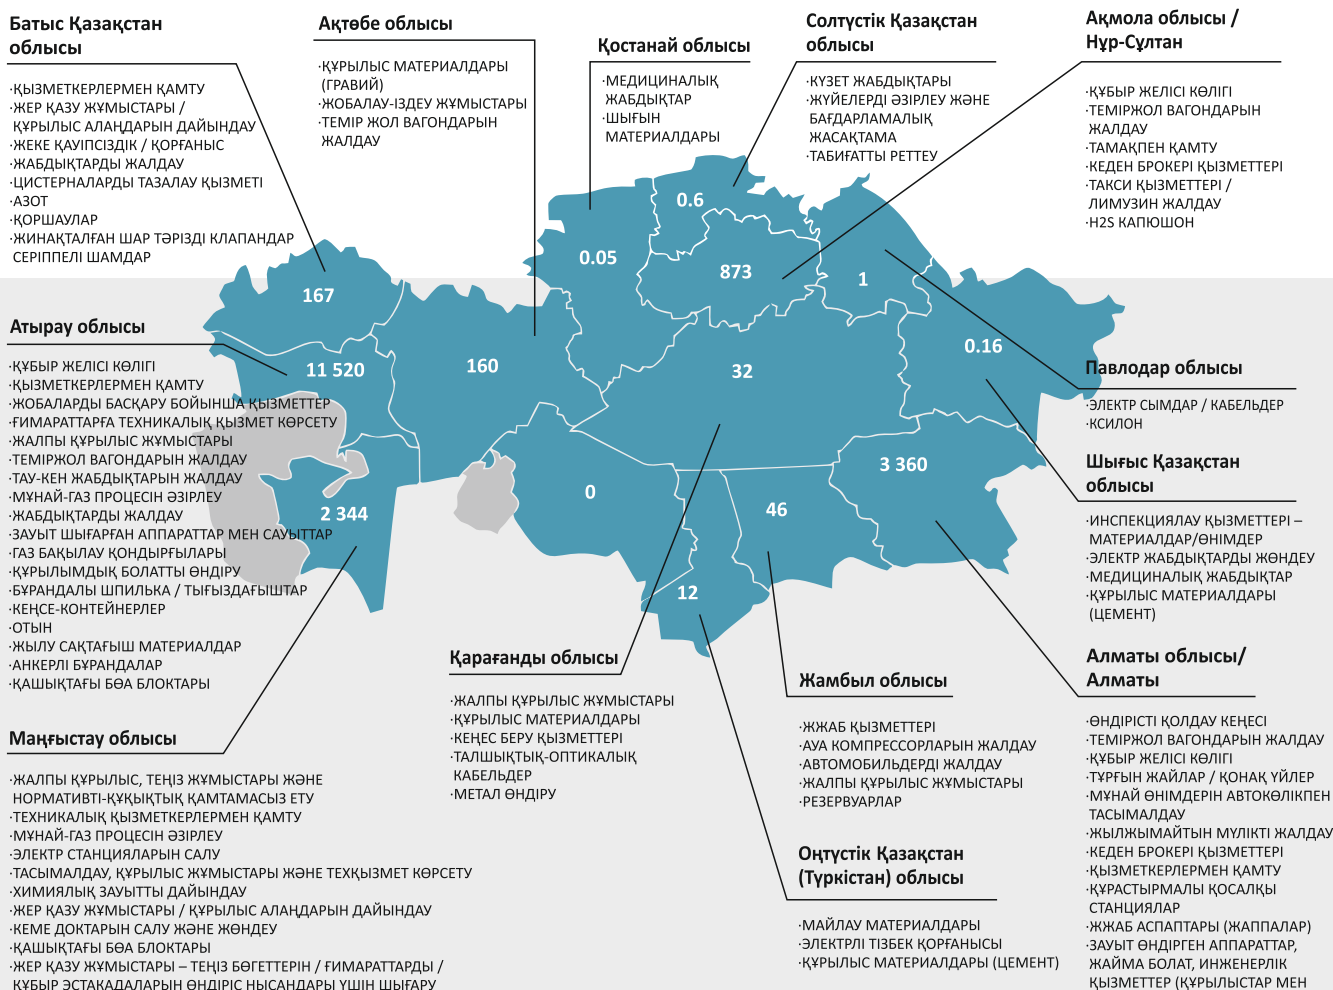 Батыс Қазақстан
облысы
·ҚЫЗМЕТКЕРЛЕРМЕН ҚАМТУ
·ЖЕР ҚАЗУ ЖҰМЫСТАРЫ /
ҚҰРЫЛЫС АЛАҢДАРЫН ДАЙЫНДАУ
·ЖЕКЕ ҚАУІПСІЗДІК / ҚОРҒАНЫС
·ЖАБДЫҚТАРДЫ ЖАЛДАУ
·ЦИСТЕРНАЛАРДЫ ТАЗАЛАУ ҚЫЗМЕТІ
·АЗОТ
·ҚОРШАУЛАР
·ЖИНАҚТАЛҒАН ШАР ТӘРІЗДІ КЛАПАНДАР
СЕРІППЕЛІ ШАМДАР
Ақтөбе облысы
·ҚҰРЫЛЫС МАТЕРИАЛДАРЫ
(ГРАВИЙ)
·ЖОБАЛАУ-ІЗДЕУ ЖҰМЫСТАРЫ
·ТЕМІР ЖОЛ ВАГОНДАРЫН
ЖАЛДАУ
Қостанай облысы
·МЕДИЦИНАЛЫҚ
ЖАБДЫҚТАР
·ШЫҒЫН
МАТЕРИАЛДАРЫ
Солтүстік Қазақстан
облысы
·КҮЗЕТ ЖАБДЫҚТАРЫ
·ЖҮЙЕЛЕРДІ ӘЗІРЛЕУ ЖӘНЕ
БАҒДАРЛАМАЛЫҚ
ЖАСАҚТАМА
·ТАБИҒАТТЫ РЕТТЕУ
Ақмола облысы /
Нұр-Сұлтан
·ҚҰБЫР ЖЕЛІСІ КӨЛІГІ
·ТЕМІРЖОЛ ВАГОНДАРЫН
ЖАЛДАУ
·ТАМАҚПЕН ҚАМТУ
·КЕДЕН БРОКЕРІ ҚЫЗМЕТТЕРІ
·ТАКСИ ҚЫЗМЕТТЕРІ /
ЛИМУЗИН ЖАЛДАУ
·H2S КАПЮШОН
167
11 520
160
2 344
0.05
0.6
873
1
0.16
32
0
12
46
3 360
Атырау облысы
·ҚҰБЫР ЖЕЛІСІ КӨЛІГІ
·ҚЫЗМЕТКЕРЛЕРМЕН ҚАМТУ
·ЖОБАЛАРДЫ БАСҚАРУ БОЙЫНША ҚЫЗМЕТТЕР
·ҒИМАРАТТАРҒА ТЕХНИКАЛЫҚ ҚЫЗМЕТ КӨРСЕТУ
·ЖАЛПЫ ҚҰРЫЛЫС ЖҰМЫСТАРЫ
·ТЕМІРЖОЛ ВАГОНДАРЫН ЖАЛДАУ
·ТАУ-КЕН ЖАБДЫҚТАРЫН ЖАЛДАУ
·МҰНАЙ-ГАЗ ПРОЦЕСІН ӘЗІРЛЕУ
·ЖАБДЫҚТАРДЫ ЖАЛДАУ
·ЗАУЫТ ШЫҒАРҒАН АППАРАТТАР МЕН САУЫТТАР
·ГАЗ БАҚЫЛАУ ҚОНДЫРҒЫЛАРЫ
·ҚҰРЫЛЫМДЫҚ БОЛАТТЫ ӨНДІРУ
·БҰРАНДАЛЫ ШПИЛЬКА / ТЫҒЫЗДАҒЫШТАР
·КЕҢСЕ-КОНТЕЙНЕРЛЕР
·ОТЫН
·ЖЫЛУ САҚТАҒЫШ МАТЕРИАЛДАР
·АНКЕРЛІ БҰРАНДАЛАР
·ҚАШЫҚТАҒЫ БӨА БЛОКТАРЫ
Маңғыстау облысы
·ЖАЛПЫ ҚҰРЫЛЫС, ТЕҢІЗ ЖҰМЫСТАРЫ ЖӘНЕ
НОРМАТИВТІ-ҚҰҚЫҚТЫҚ ҚАМТАМАСЫЗ ЕТУ
·ТЕХНИКАЛЫҚ ҚЫЗМЕТКЕРЛЕРМЕН ҚАМТУ
·МҰНАЙ-ГАЗ ПРОЦЕСІН ӘЗІРЛЕУ
·ЭЛЕКТР СТАНЦИЯЛАРЫН САЛУ
·ТАСЫМАЛДАУ, ҚҰРЫЛЫС ЖҰМЫСТАРЫ ЖӘНЕ ТЕХҚЫЗМЕТ КӨРСЕТУ
·ХИМИЯЛЫҚ ЗАУЫТТЫ ДАЙЫНДАУ
·ЖЕР ҚАЗУ ЖҰМЫСТАРЫ / ҚҰРЫЛЫС АЛАҢДАРЫН ДАЙЫНДАУ
·КЕМЕ ДОКТАРЫН САЛУ ЖӘНЕ ЖӨНДЕУ
·ҚАШЫҚТАҒЫ БӨА БЛОКТАРЫ
·ЖЕР ҚАЗУ ЖҰМЫСТАРЫ – ТЕҢІЗ БӨГЕТТЕРІН / ҒИМАРАТТАРДЫ /
ҚҰБЫР ЭСТАКАДАЛАРЫН ӨНДІРІС НЫСАНДАРЫ ҮШІН ШЫҒАРУ
Қарағанды облысы
·ЖАЛПЫ ҚҰРЫЛЫС ЖҰМЫСТАРЫ
·ҚҰРЫЛЫС МАТЕРИАЛДАРЫ
·КЕҢЕС БЕРУ ҚЫЗМЕТТЕРІ
·ТАЛШЫҚТЫҚ-ОПТИКАЛЫҚ
КАБЕЛЬДЕР
·МЕТАЛ ӨНДІРУ
Жамбыл облысы
·ЖЖАБ ҚЫЗМЕТТЕРІ
·АУА КОМПРЕССОРЛАРЫН ЖАЛДАУ
·АВТОМОБИЛЬДЕРДІ ЖАЛДАУ
·ЖАЛПЫ ҚҰРЫЛЫС ЖҰМЫСТАРЫ
·РЕЗЕРВУАРЛАР
Оңтүстік Қазақстан
(Түркістан) облысы
·МАЙЛАУ МАТЕРИАЛДАРЫ
·ЭЛЕКТРЛІ ТІЗБЕК ҚОРҒАНЫСЫ
·ҚҰРЫЛЫС МАТЕРИАЛДАРЫ (ЦЕМЕНТ)
Павлодар облысы
·ЭЛЕКТР СЫМДАР / КАБЕЛЬДЕР
·КСИЛОН
Шығыс Қазақстан
облысы
·ИНСПЕКЦИЯЛАУ ҚЫЗМЕТТЕРІ –
МАТЕРИАЛДАР/ӨНІМДЕР
·ЭЛЕКТР ЖАБДЫҚТАРДЫ ЖӨНДЕУ
·МЕДИЦИНАЛЫҚ ЖАБДЫҚТАР
·ҚҰРЫЛЫС МАТЕРИАЛДАРЫ
(ЦЕМЕНТ)
Алматы облысы/
Алматы
·ӨНДІРІСТІ ҚОЛДАУ КЕҢЕСІ
·ТЕМІРЖОЛ ВАГОНДАРЫН ЖАЛДАУ
·ҚҰБЫР ЖЕЛІСІ КӨЛІГІ
·ТҰРҒЫН ЖАЙЛАР / ҚОНАҚ ҮЙЛЕР
·МҰНАЙ ӨНІМДЕРІН АВТОКӨЛІКПЕН
ТАСЫМАЛДАУ
·ЖЫЛЖЫМАЙТЫН МҮЛІКТІ ЖАЛДАУ
·КЕДЕН БРОКЕРІ ҚЫЗМЕТТЕРІ
·ҚЫЗМЕТКЕРЛЕРМЕН ҚАМТУ
·ҚҰРАСТЫРМАЛЫ ҚОСАЛҚЫ
СТАНЦИЯЛАР
·ЖЖАБ АСПАПТАРЫ (ЖАППАЛАР)
·ЗАУЫТ ӨНДІРГЕН АППАРАТТАР,
ЖАЙМА БОЛАТ, ИНЖЕНЕРЛІК
ҚЫЗМЕТТЕР (ҚҰРЫЛЫСТАР МЕН